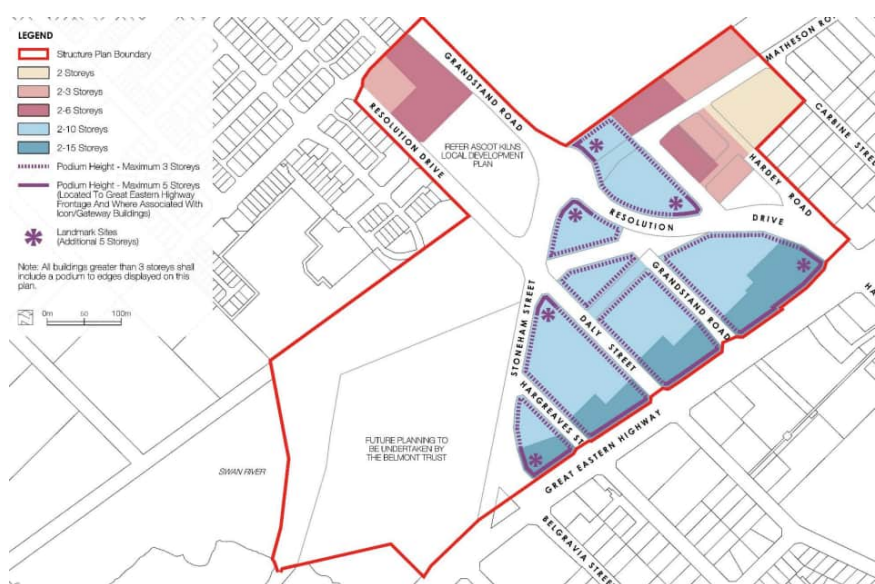 LEGEND
Structure Plan Boundary
2 Storeys
2-3 Storeys
2-6 Storeys
2-10 Storeys
2-15 Storeys
Podium Height - Maximum 3 Storeys
Podium Height - Maximum 5 Storeys
(Located To Great Eastern Highway
Frontage And Where Associated With
Icon/Gateway Buildings)
Landmark Sites
(Additional 5 Storeys)
Note: All buildings greater than 3 storeys shall
include a podium to edges displayed on this
plan.
0m 50m 100m
GRANDSTAND ROAD
RESOLUTION DRIVE
REFER ASCOT KILNS
LOCAL DEVELOPMENT
PLAN
MATHESON ROAD
CARBINE STREET
HARDEY ROAD
RESOLUTION DRIVE
GRANDSTAND ROAD
STONEHAM STREET
DALY STREET
HARGREAVES ST
GREAT EASTERN HIGHWAY
BELGRAVIA STREET
FUTURE PLANNING TO
BE UNDERTAKEN BY
THE BELMONT TRUST
SWAN RIVER